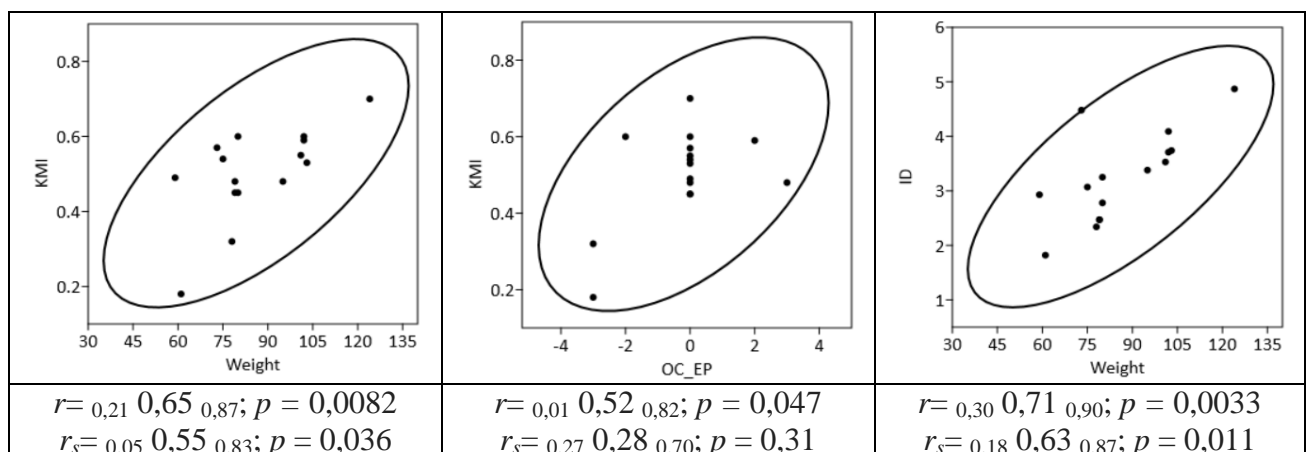 0.8
0.6
0.4
0.2
KMI
30 45 60 75 90 105 120 135
Weight
0.8
0.6
0.4
0.2
KMI
-4 -2 0 2 4
OC_EP
6
5
4
3
2
1
ID
30 45 60 75 90 105 120 135
Weight
r= 0,21 0,65 0,87; p = 0,0082
rs= 0,05 0,55 0,83; p = 0,036
r= 0,01 0,52 0,82; p = 0,047
rs= 0,27 0,28 0,70; p = 0,31
r= 0,30 0,71 0,90; p = 0,0033
rs= 0,18 0,63 0,87; p = 0,011